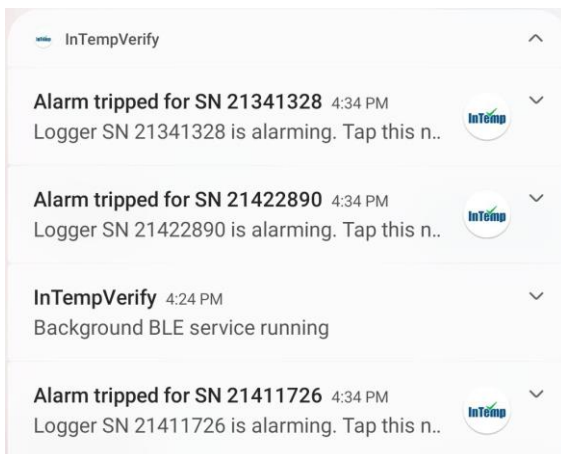 InTempVerify
Alarm tripped for SN 21341328 4:34 PM
Logger SN 21341328 is alarming. Tap this n..
InTemp
Alarm tripped for SN 21422890 4:34 PM
Logger SN 21422890 is alarming. Tap this n..
InTemp
InTempVerify 4:24 PM
Background BLE service running
Alarm tripped for SN 21411726 4:34 PM
Logger SN 21411726 is alarming. Tap this n..
InTemp